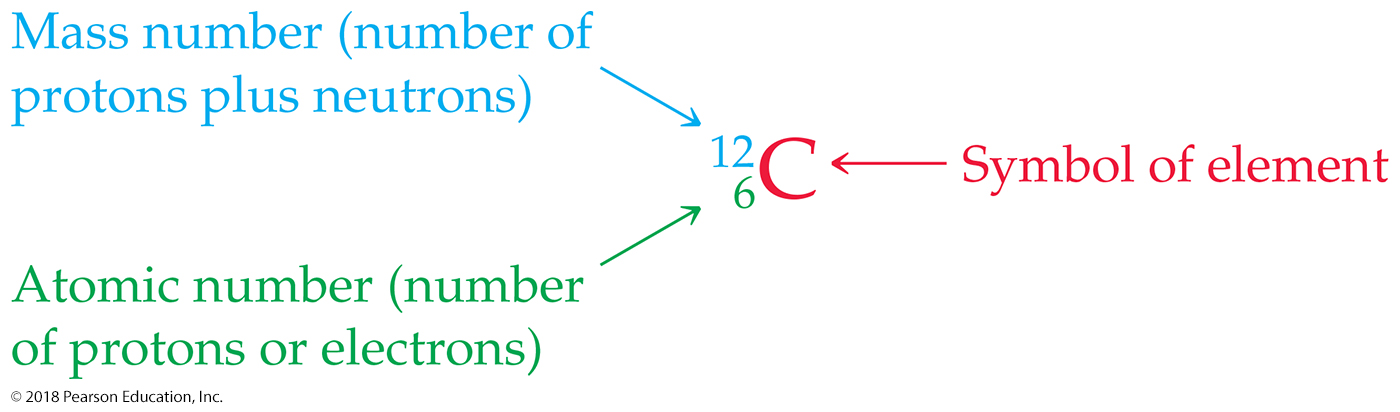 Mass number (number of
protons plus neutrons)
12
6
C
Symbol of element
Atomic number (number
of protons or electrons)
© 2018 Pearson Education, Inc.